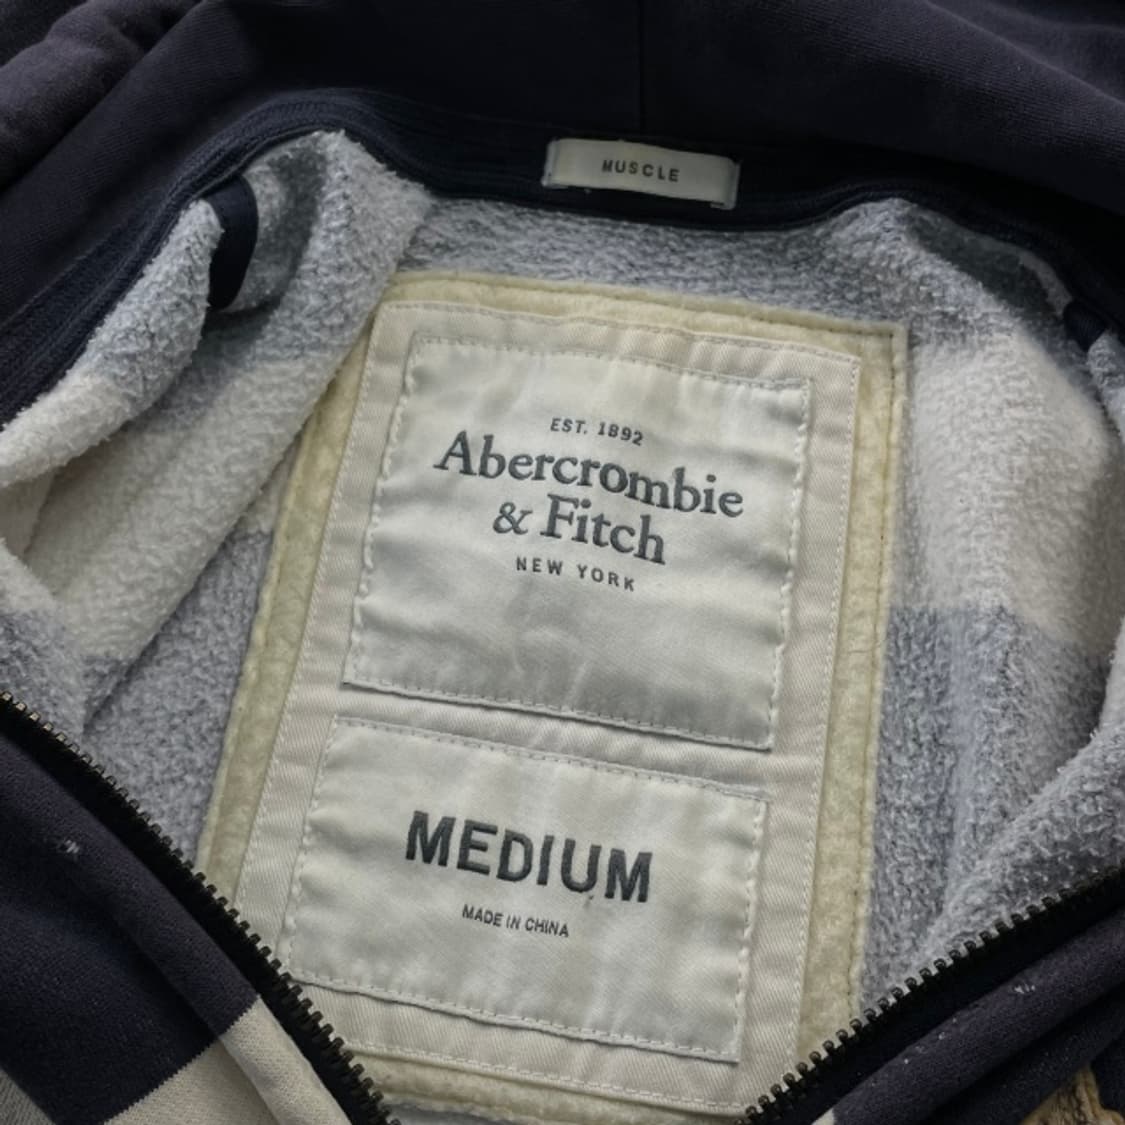 MUSCLE
EST. 1892
Abercrombie
& Fitch
NEW YORK
MEDIUM
MADE IN CHINA